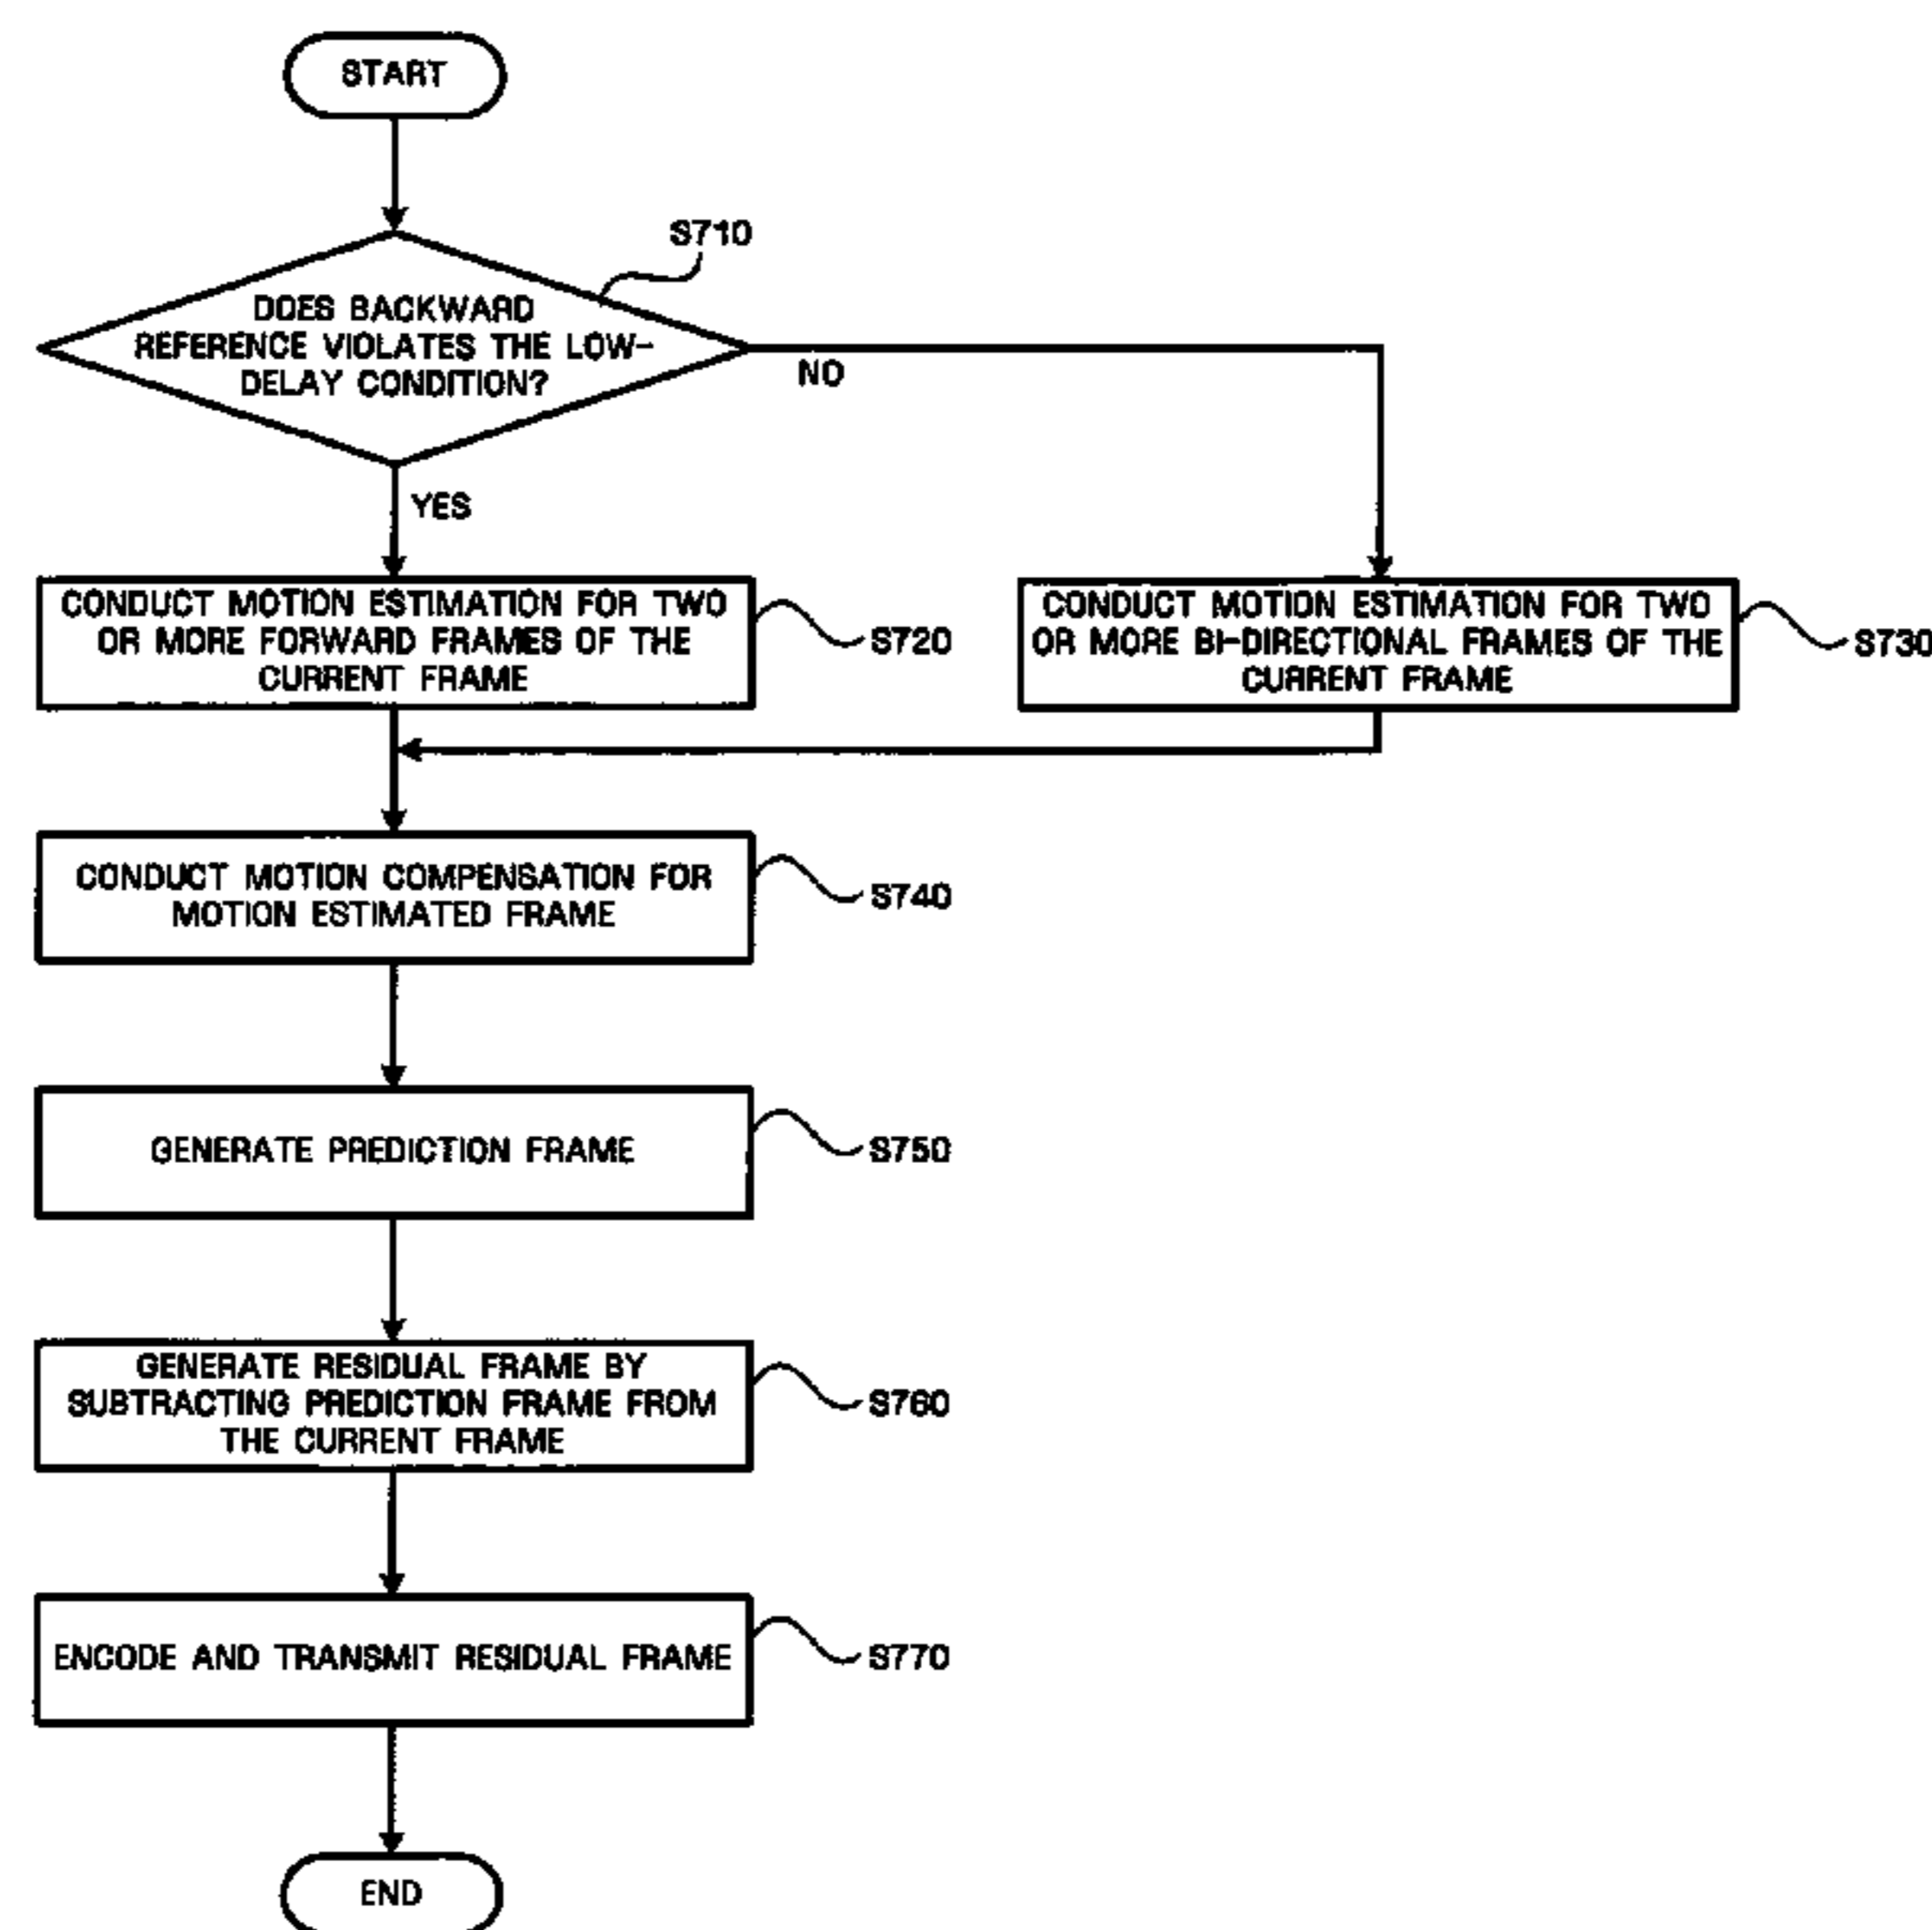 START
S710
DOES BACKWARD
REFERENCE VIOLATES THE LOW-
DELAY CONDITION?
NO
YES
CONDUCT MOTION ESTIMATION FOR TWO
OR MORE FORWARD FRAMES OF THE
CURRENT FRAME
S720
CONDUCT MOTION ESTIMATION FOR TWO
OR MORE BI-DIRECTIONAL FRAMES OF THE
CURRENT FRAME
S730
CONDUCT MOTION COMPENSATION FOR
MOTION ESTIMATED FRAME
S740
GENERATE PREDICTION FRAME
S750
GENERATE RESIDUAL FRAME BY
SUBTRACTING PREDICTION FRAME FROM
THE CURRENT FRAME
S760
ENCODE AND TRANSMIT RESIDUAL FRAME
S770
END